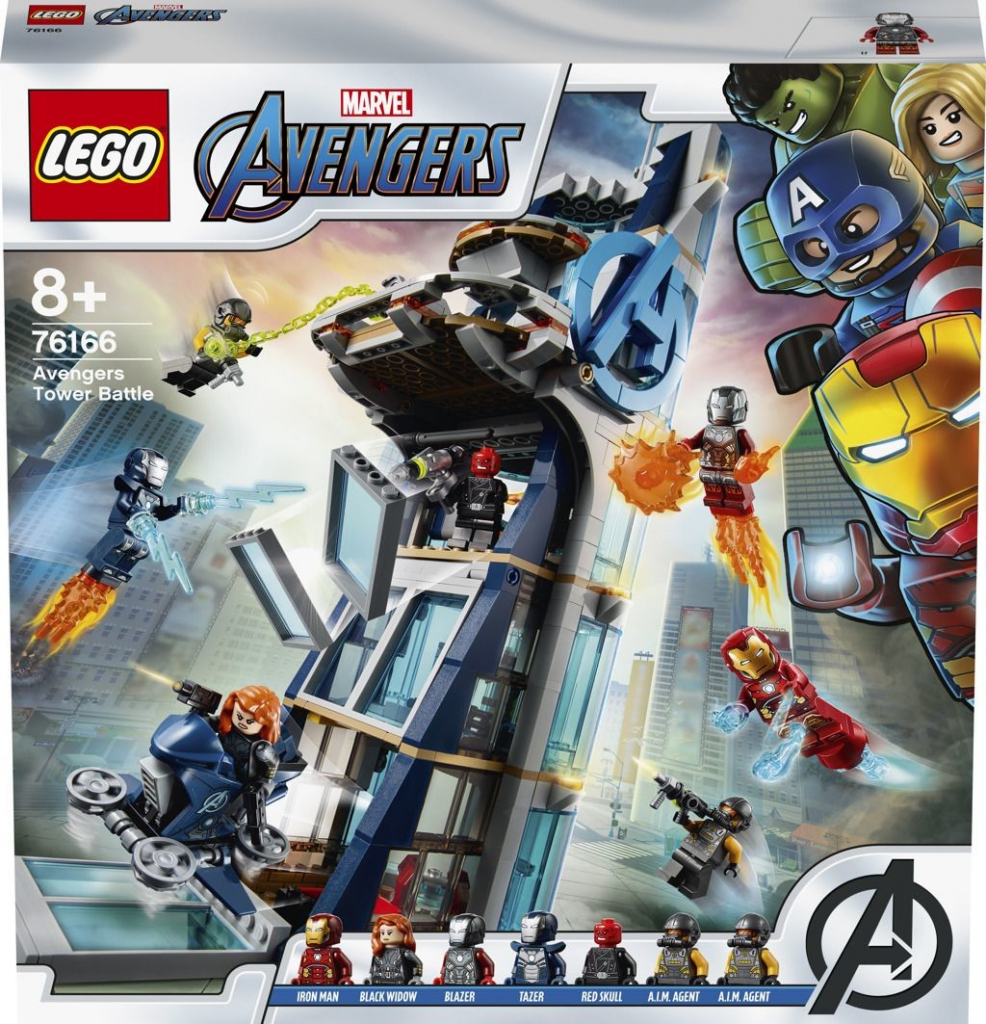 LEGO MARVEL AVENGERS
76166
LEGO
MARVEL
AVENGERS
8+
76166
Avengers
Tower Battle
A
IRON MAN BLACK WIDOW BLAZER TAZER RED SKULL A.I.M. AGENT A.I.M. AGENT